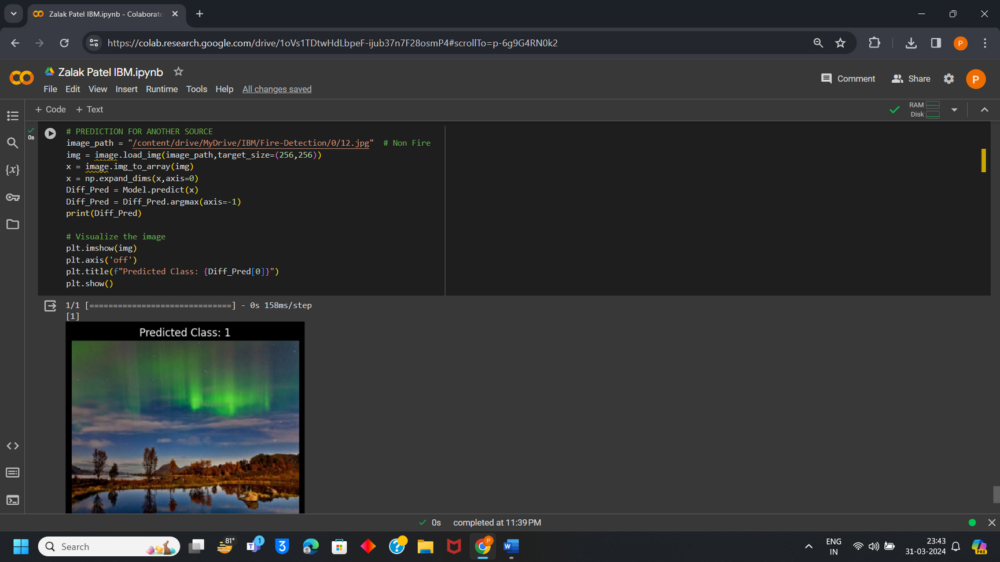 Zalak Patel IBM.ipynb - Colaborato
https://colab.research.google.com/drive/1oVs1TDtwHdLbpeF-ijub37n7F28osmP4#scrollTo=p-6g9G4RN0k2
P
Zalak Patel IBM.ipynb
Comment
Share
P
File Edit View Insert Runtime Tools Help All changes saved
+ Code + Text
RAM
Disk
0s
# PREDICTION FOR ANOTHER SOURCE
image_path = "/content/drive/MyDrive/IBM/Fire-Detection/0/12.jpg"  # Non Fire
img = image.load_img(image_path,target_size=(256,256))
x = image.img_to_array(img)
x = np.expand_dims(x,axis=0)
Diff_Pred = Model.predict(x)
Diff_Pred = Diff_Pred.argmax(axis=-1)
print(Diff_Pred)
# Visualize the image
plt.imshow(img)
plt.axis('off')
plt.title(f"Predicted Class: {Diff_Pred[0]}")
plt.show()
1/1 [==============================] - 0s 158ms/step
[1]
Predicted Class: 1
0s completed at 11:39 PM
Search
81°
1
ENG
IN
23:43
31-03-2024
PRE